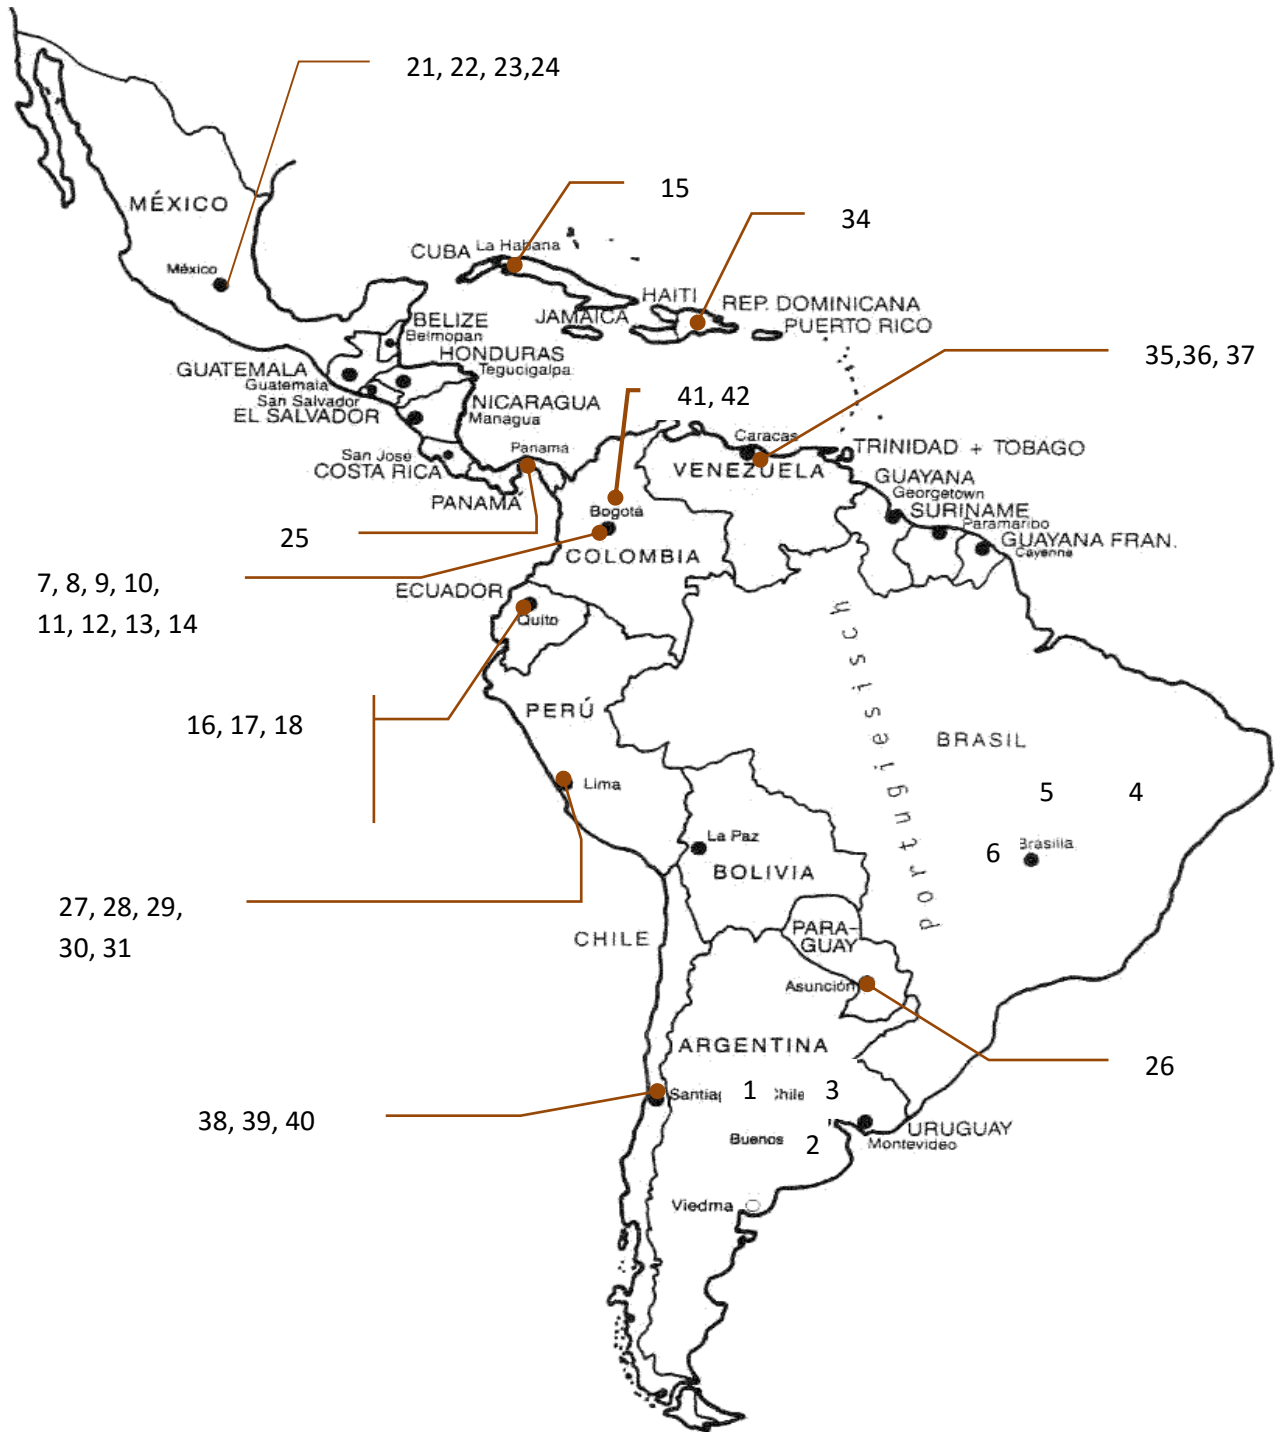 21, 22, 23,24
15
MÉXICO
34
CUBA La Habana
México
HAITI
REP. DOMINICANA
JAMAICA
PUERTO RICO
BELIZE
Belmopan
HONDURAS
Tegucigalpa
35,36, 37
GUATEMALA
Guatemala
San Salvador
EL SALVADOR
NICARAGUA
Managua
41, 42
Caracas
Panamá
San José
COSTA RICA
VENEZUELA
TRINIDAD + TOBAGO
GUAYANA
Georgetown
PANAMÁ
SURINAME
Bogotá
Paramaribo
25
GUAYANA FRAN.
Cayenne
COLOMBIA
7, 8, 9, 10,
11, 12, 13, 14
ECUADOR
Quito
portugiesisch
16, 17, 18
PERÚ
BRASIL
Lima
5 4
6 Brasilia
La Paz
BOLIVIA
27, 28, 29,
30, 31
CHILE
PARA-
GUAY
Asunción
ARGENTINA
26
38, 39, 40
Santiag 1 hile 3
URUGUAY
Montevideo
Buenos 2
Viedma